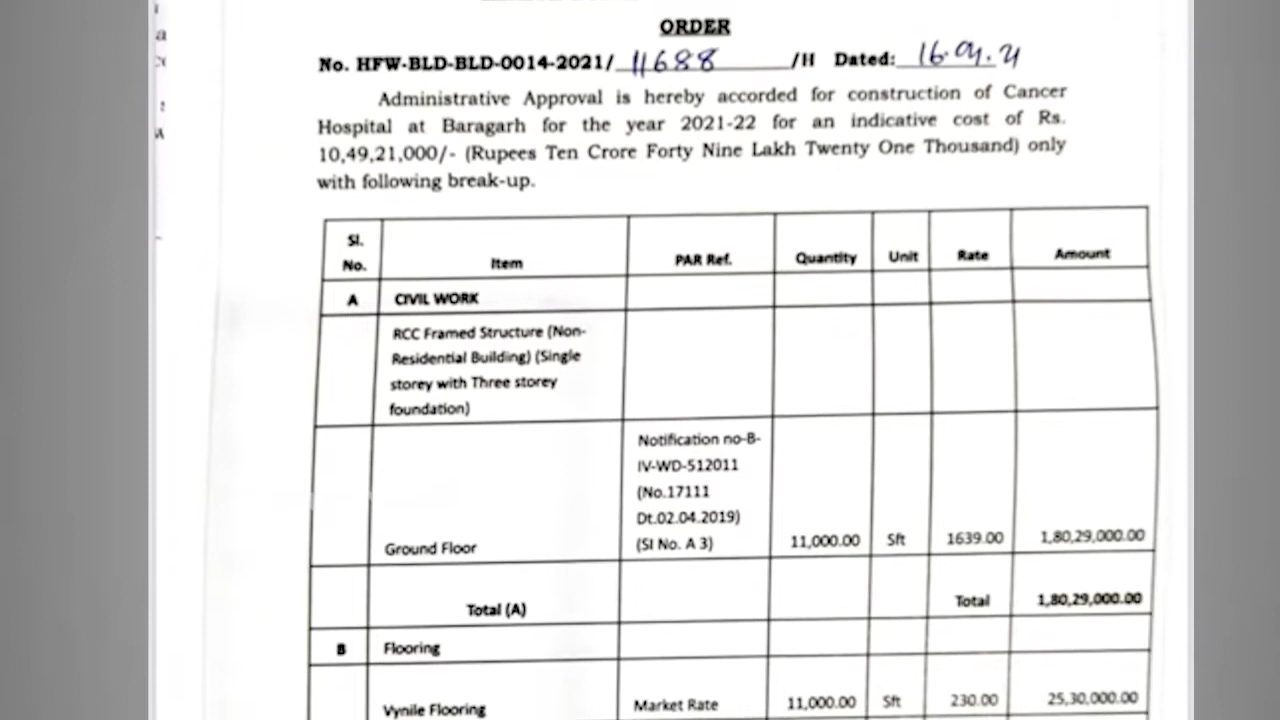 ORDER
No. HFW-BLD-BLD-0014-2021/ 11688 /H Dated: 16.04.21
Administrative Approval is hereby accorded for construction of Cancer
Hospital at Baragarh for the year 2021-22 for an indicative cost of Rs.
10,49,21,000/- (Rupees Ten Crore Forty Nine Lakh Twenty One Thousand) only
with following break-up.
Sl. No. Item PAR Ref. Quantity Unit Rate Amount
A CIVIL WORK
RCC Framed Structure (Non-
Residential Building) (Single
storey with Three storey
foundation)
Notification no-B-
IV-WD-512011
(No.17111
Dt.02.04.2019)
Ground Floor (SI No. A 3) 11,000.00 Sft 1639.00 1,80,29,000.00
Total (A) Total 1,80,29,000.00
B Flooring
Vynile Flooring Market Rate 11,000.00 Sft 230.00 25,30,000.00